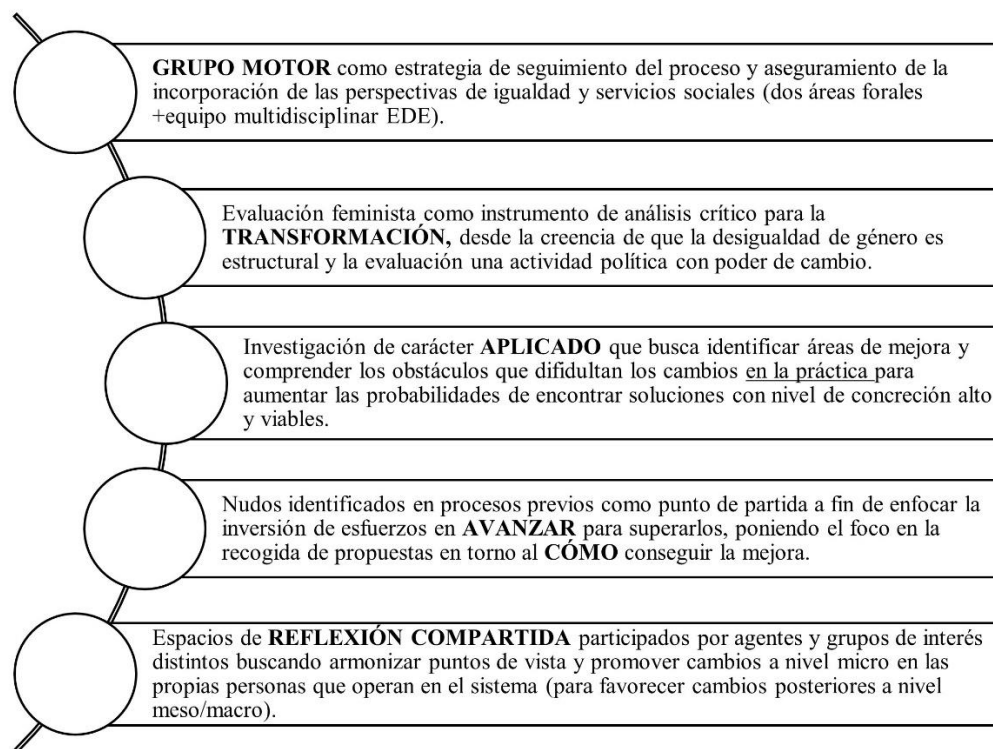 GRUPO MOTOR como estrategia de seguimiento del proceso y aseguramiento de la
incorporación de las perspectivas de igualdad y servicios sociales (dos áreas forales
+equipo multidisciplinar EDE).
Evaluación feminista como instrumento de análisis crítico para la
TRANSFORMACIÓN, desde la creencia de que la desigualdad de género es
estructural y la evaluación una actividad política con poder de cambio.
Investigación de carácter APLICADO que busca identificar áreas de mejora y
comprender los obstáculos que difidultan los cambios en la práctica para
aumentar las probabilidades de encontrar soluciones con nivel de concreción alto
y viables.
Nudos identificados en procesos previos como punto de partida a fin de enfocar la
inversión de esfuerzos en AVANZAR para superarlos, poniendo el foco en la
recogida de propuestas en torno al CÓMO conseguir la mejora.
Espacios de REFLEXIÓN COMPARTIDA participados por agentes y grupos de interés
distintos buscando armonizar puntos de vista y promover cambios a nivel micro en las
propias personas que operan en el sistema (para favorecer cambios posteriores a nivel
meso/macro).